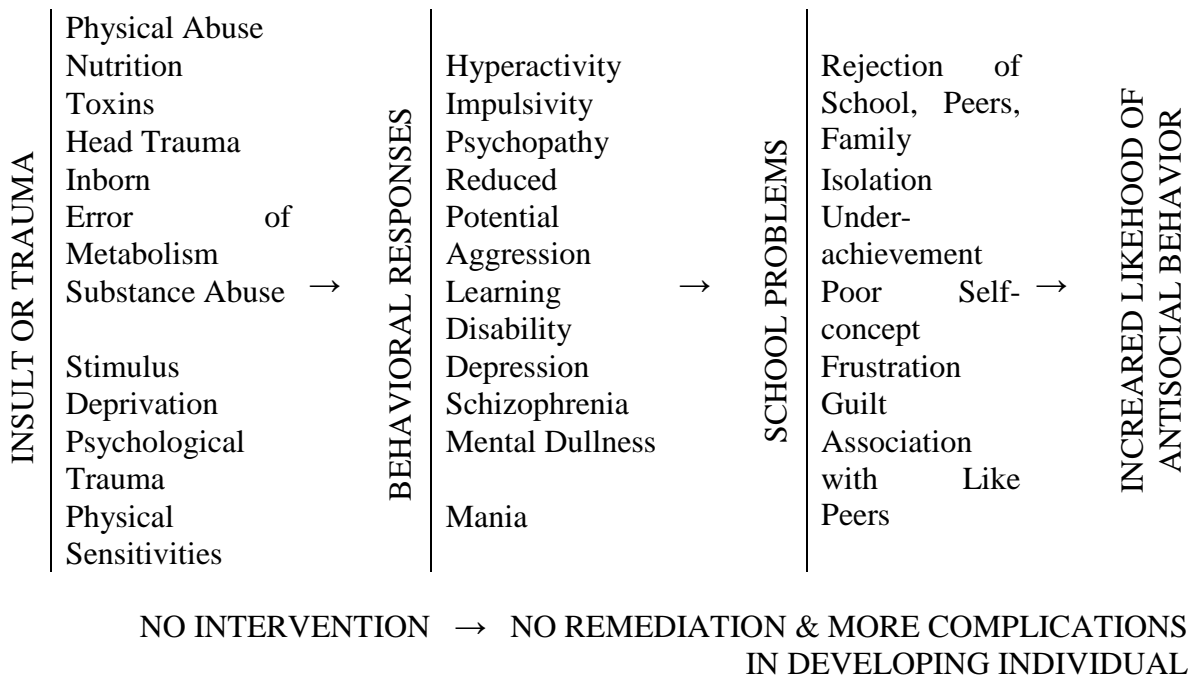 INSULT OR TRAUMA
Physical Abuse
Nutrition
Toxins
Head Trauma
Inborn
Error of
Metabolism
Substance Abuse →
Stimulus
Deprivation
Psychological
Trauma
Physical
Sensitivities
BEHAVIORAL RESPONSES
Hyperactivity
Impulsivity
Psychopathy
Reduced
Potential
Aggression
Learning →
Disability
Depression
Schizophrenia
Mental Dullness
Mania
SCHOOL PROBLEMS
Rejection of
School, Peers,
Family
Isolation
Under-
achievement
Poor Self- →
concept
Frustration
Guilt
Association
with Like
Peers
INCREARED LIKEHOOD OF
ANTISOCIAL BEHAVIOR
NO INTERVENTION → NO REMEDIATION & MORE COMPLICATIONS
IN DEVELOPING INDIVIDUAL